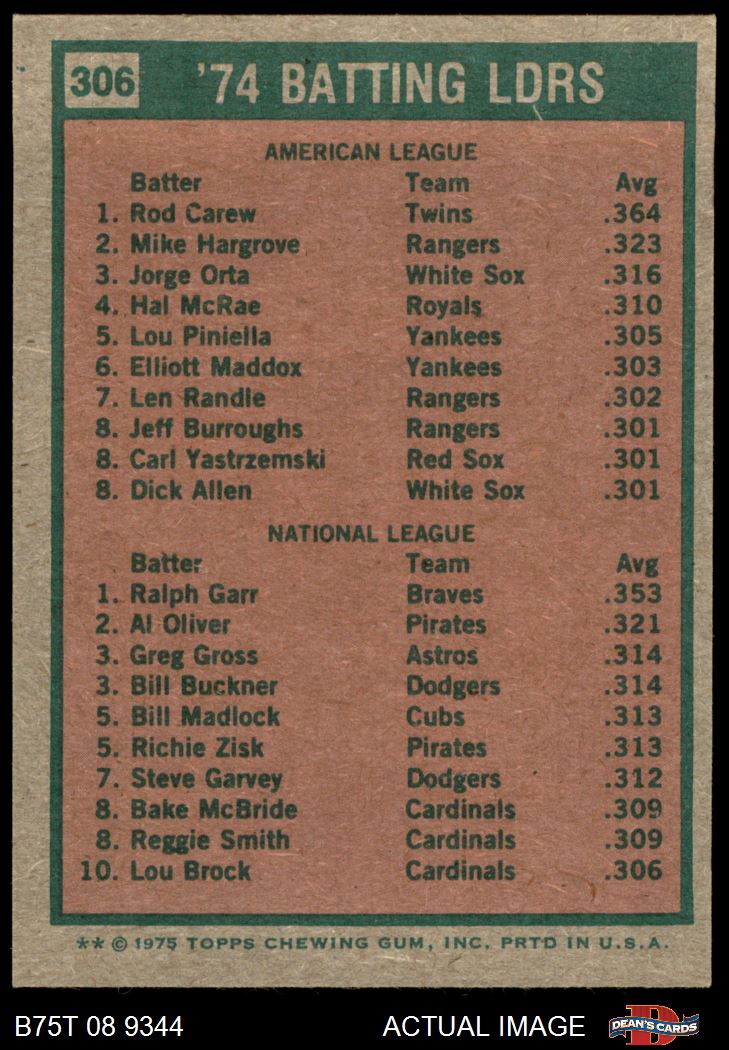 306 '74 BATTING LDRS
AMERICAN LEAGUE
Batter Team Avg
1. Rod Carew Twins .364
2. Mike Hargrove Rangers .323
3. Jorge Orta White Sox .316
4. Hal McRae Royals .310
5. Lou Piniella Yankees .305
6. Elliott Maddox Yankees .303
7. Len Randle Rangers .302
8. Jeff Burroughs Rangers .301
8. Carl Yastrzemski Red Sox .301
8. Dick Allen White Sox .301
NATIONAL LEAGUE
Batter Team Avg
1. Ralph Garr Braves .353
2. Al Oliver Pirates .321
3. Greg Gross Astros .314
3. Bill Buckner Dodgers .314
5. Bill Madlock Cubs .313
5. Richie Zisk Pirates .313
7. Steve Garvey Dodgers .312
8. Bake McBride Cardinals .309
8. Reggie Smith Cardinals .309
10. Lou Brock Cardinals .306
** © 1975 TOPPS CHEWING GUM, INC. PRTD IN U.S.A.
B75T 08 9344 ACTUAL IMAGE DEAN'S CARDS